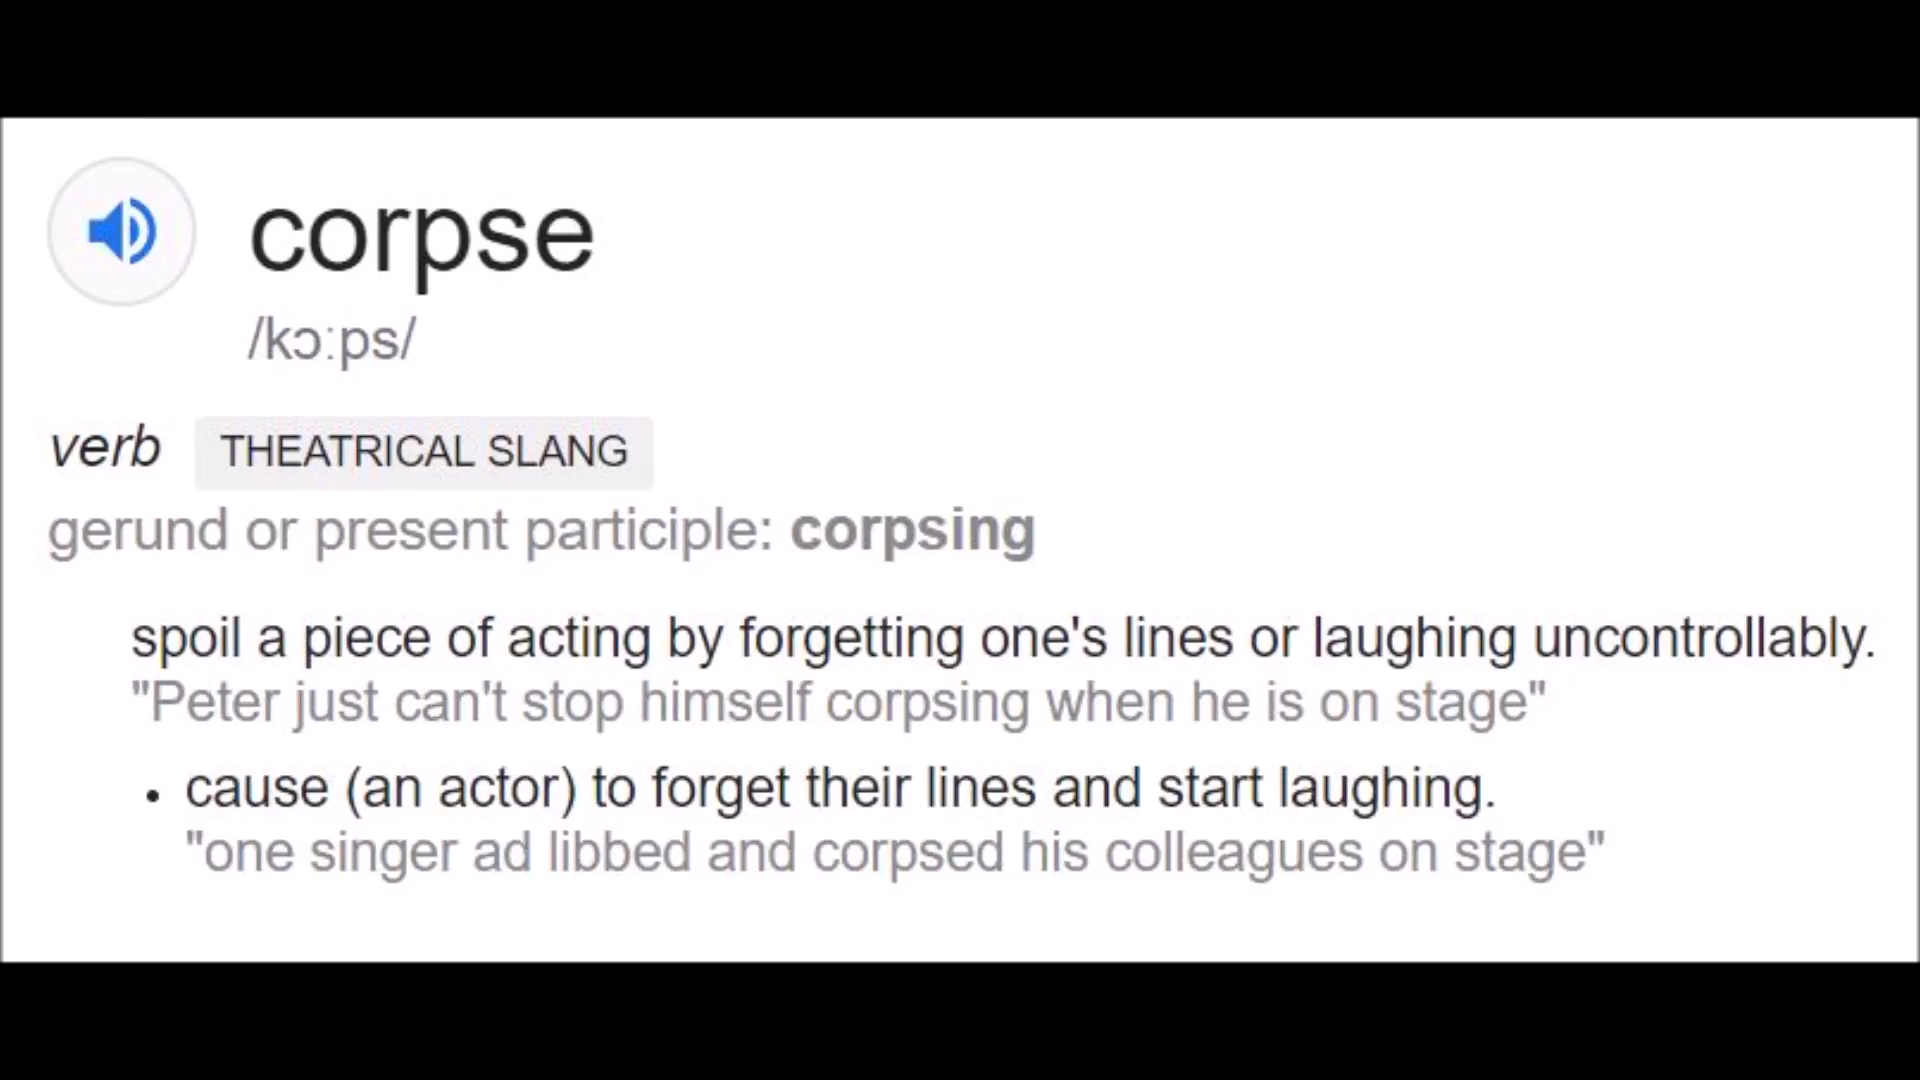 corpse
/kɔːps/
verb THEATRICAL SLANG
gerund or present participle: corpsing
spoil a piece of acting by forgetting one's lines or laughing uncontrollably.
"Peter just can't stop himself corpsing when he is on stage"
• cause (an actor) to forget their lines and start laughing.
"one singer ad libbed and corpsed his colleagues on stage"